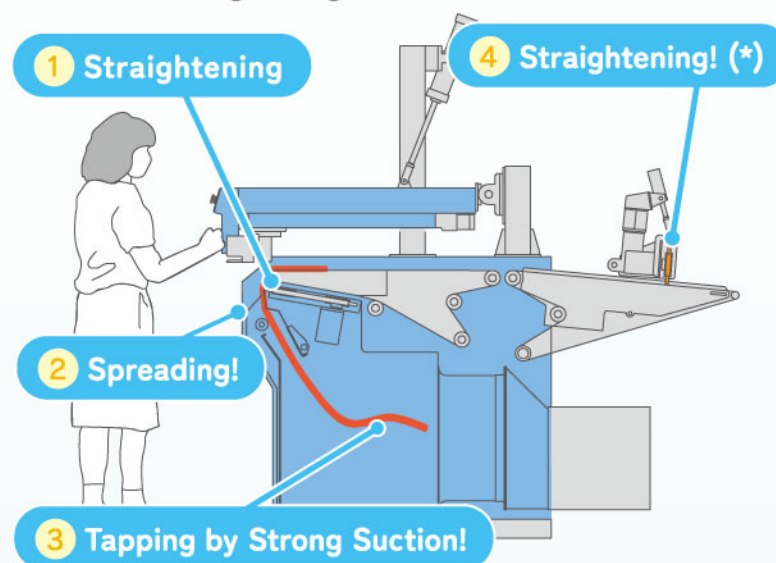 1 Straightening
4 Straightening! (*)
2 Spreading!
3 Tapping by Strong Suction!